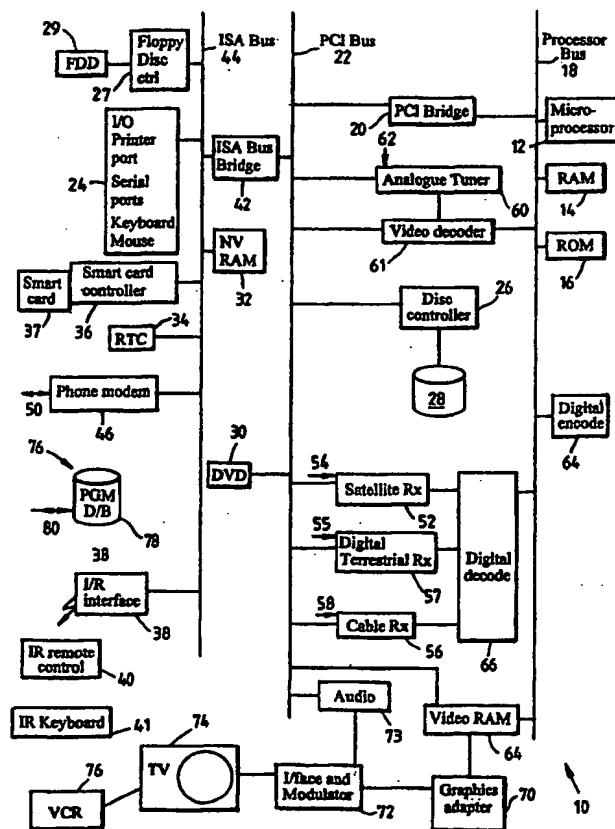 29
FDD
Floppy
Disc
ctrl
27
ISA Bus
44
PCI Bus
22
Processor
Bus
18
I/O
Printer
port
Serial
ports
Keyboard
Mouse
24
ISA Bus
Bridge
42
PCI Bridge
20
Micro-
processor
12
62
Analogue Tuner
60
RAM
14
Video decoder
61
ROM
16
NV
RAM
32
Smart
card
37
Smart card
controller
36
RTC
34
Disc
controller
26
28
Phone modem
50
46
Digital
encode
64
76
PGM
D/B
80
78
30
DVD
54
Satellite Rx
52
55
Digital
Terrestrial Rx
57
58
Cable Rx
56
Digital
decode
66
38
I/R
interface
38
IR remote
control
40
IR Keyboard
41
Audio
73
Video RAM
64
74
TV
76
VCR
I/face and
Modulator
72
Graphics
adapter
70
10